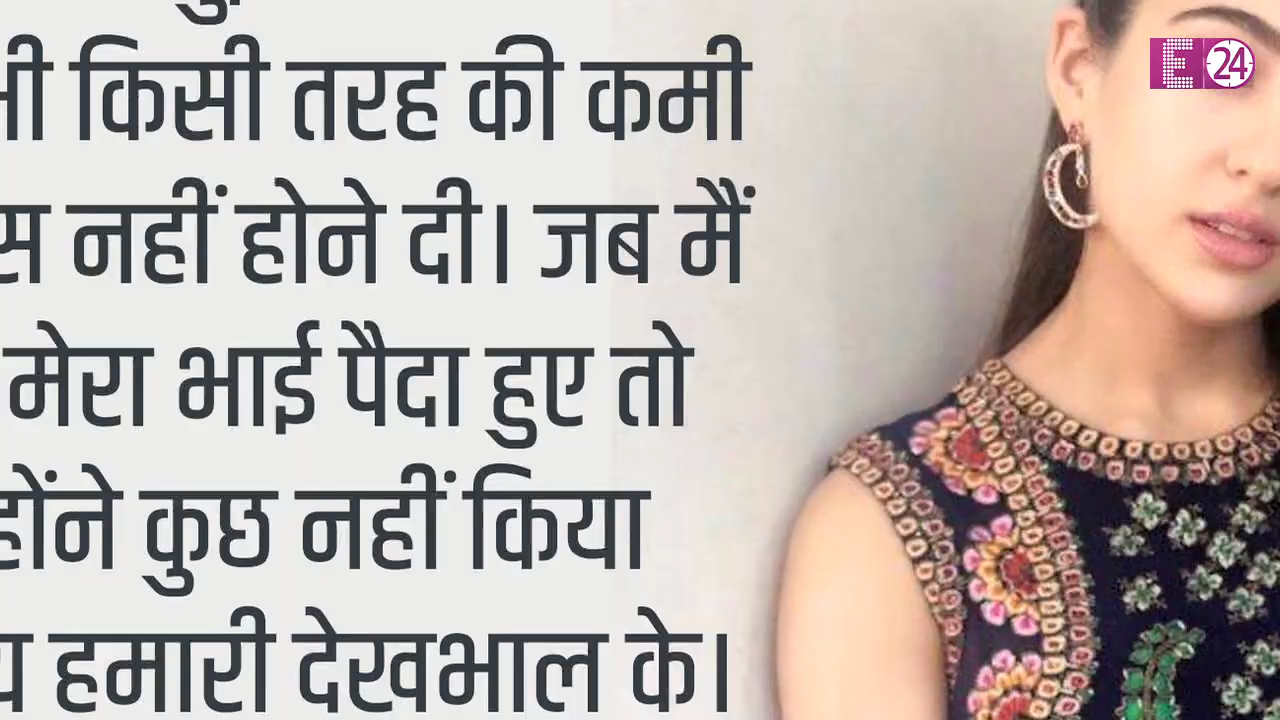 किसी तरह की कमी
नहीं होने दी। जब मैं
मेरा भाई पैदा हुए तो
कुछ नहीं किया
हमारी देखभाल के।
E24